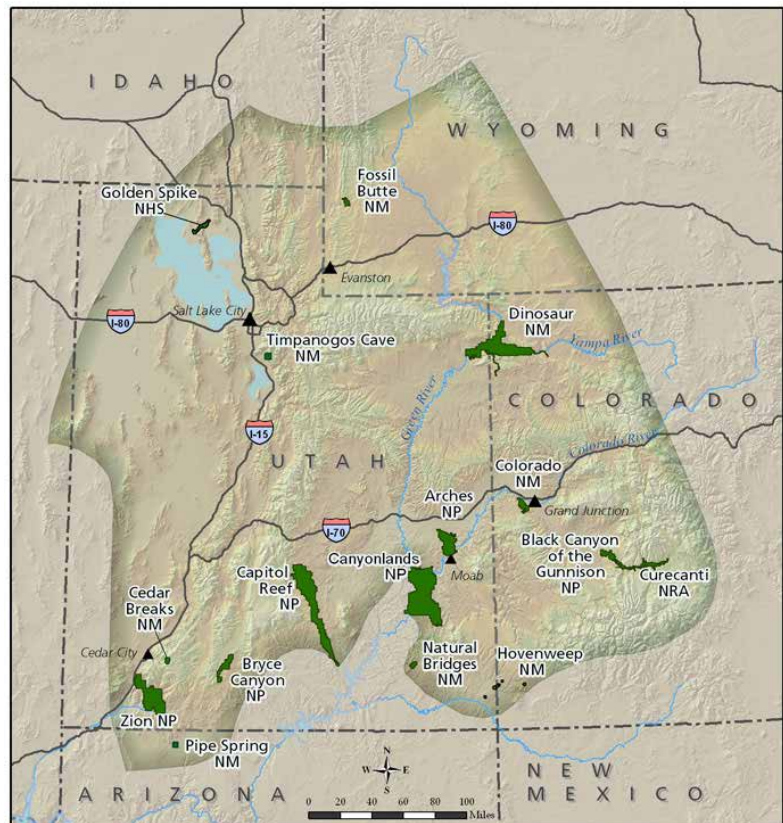 IDAHO
WYOMING
Fossil
Butte
NM
Golden Spike
NHS
I-80
Evanston
Salt Lake City
I-80
Dinosaur
NM
Timpanogos Cave
NM
Yampa River
Green River
COLORADO
I-15
Colorado River
UTAH
Colorado
NM
Arches
NP
Grand Junction
I-70
Black Canyon
of the
Gunnison
NP
Canyonlands
NP
Capitol
Reef
NP
Moab
Curecanti
NRA
Cedar
Breaks
NM
Cedar City
Natural
Bridges
NM
Hovenweep
NM
Bryce
Canyon
NP
Zion NP
Pipe Spring
NM
N
W
E
S
ARIZONA
NEW
MEXICO
0 20 40 60 80 100
Miles